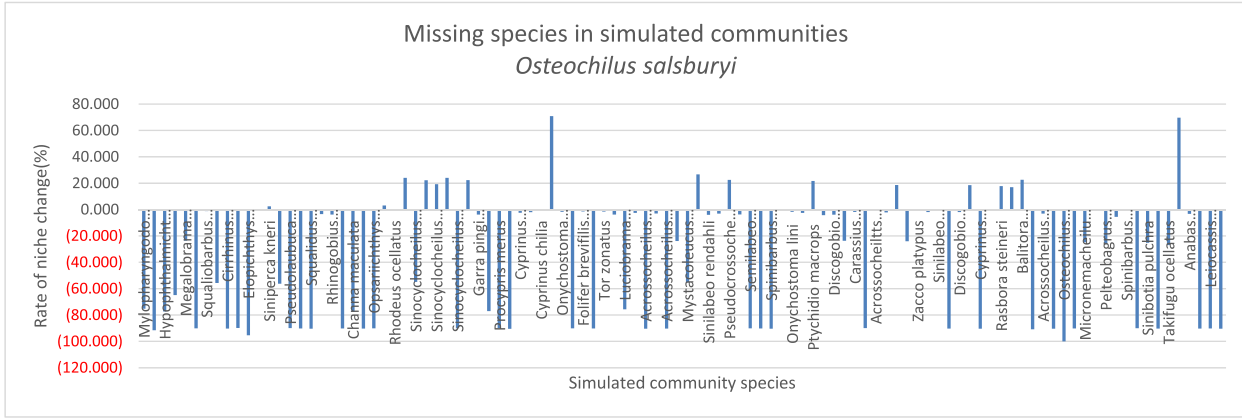 Missing species in simulated communities
Osteochilus salsburyi
Rate of niche change(%)
80.000
60.000
40.000
20.000
0.000
(20.000)
(40.000)
(60.000)
(80.000)
(100.000)
(120.000)
Mylopharyngodo…
Hypophthalmicht…
Megalobrama…
Squaliobarbus…
Cirrhinus…
Elopichthys…
Siniperca kneri
Pseudolaubuca…
Squalidus…
Rhinogobius…
Channa maculata
Opsariichthys…
Rhodeus ocellatus
Sinocyclocheilus…
Sinocyclocheilus…
Sinocyclocheilus…
Garra pingi…
Procypris merus…
Cyprinus…
Cyprinus chilia
Onychostoma…
Folifer brevifilis…
Tor zonatus
Luciobrama…
Acrossocheilus…
Acrossocheilus…
Mystacoleucus…
Sinilabeo rendahli
Pseudocrossoche…
Semilabeo…
Spinibarbus…
Onychostoma lini
Ptychidio macrops
Discogobio…
Carassius…
Acrossocheiltts…
Zacco platypus
Sinilabeo…
Discogobio…
Cyprinus…
Rasbora steineri
Balitora…
Acrossocheilus…
Osteochilus…
Micronemacheilu…
Pelteobagrus…
Spinibarbus…
Sinibotia pulchra
Takifugu ocellatus
Anabas…
Leiocassis…
Simulated community species